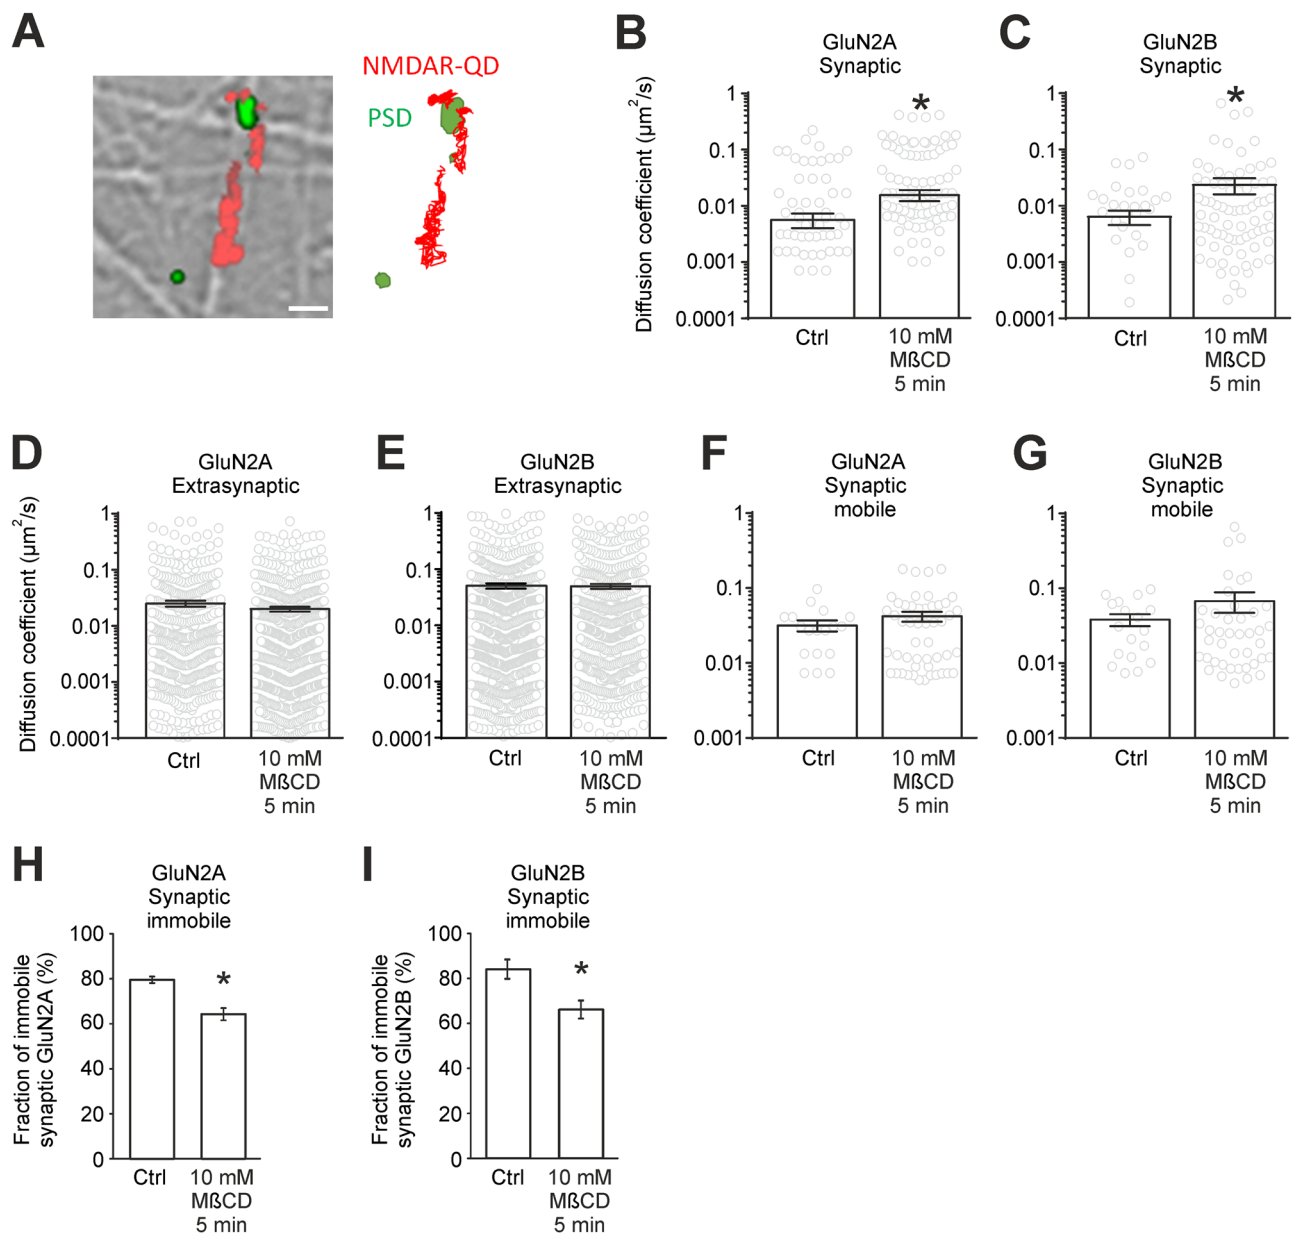 A
NMDAR-QD
PSD
B
GluN2A
Synaptic
Diffusion coefficient (µm²/s)
1
0.1
0.01
0.001
0.0001
*
Ctrl
10 mM
MßCD
5 min
C
GluN2B
Synaptic
1
0.1
0.01
0.001
0.0001
*
Ctrl
10 mM
MßCD
5 min
D
GluN2A
Extrasynaptic
Diffusion coefficient (µm²/s)
1
0.1
0.01
0.001
0.0001
Ctrl
10 mM
MßCD
5 min
E
GluN2B
Extrasynaptic
1
0.1
0.01
0.001
0.0001
Ctrl
10 mM
MßCD
5 min
F
GluN2A
Synaptic
mobile
1
0.1
0.01
0.001
Ctrl
10 mM
MßCD
5 min
G
GluN2B
Synaptic
mobile
1
0.1
0.01
0.001
Ctrl
10 mM
MßCD
5 min
H
GluN2A
Synaptic
immobile
Fraction of immobile
synaptic GluN2A (%)
100
80
60
40
20
0
*
Ctrl
10 mM
MßCD
5 min
I
GluN2B
Synaptic
immobile
Fraction of immobile
synaptic GluN2B (%)
100
80
60
40
20
0
*
Ctrl
10 mM
MßCD
5 min